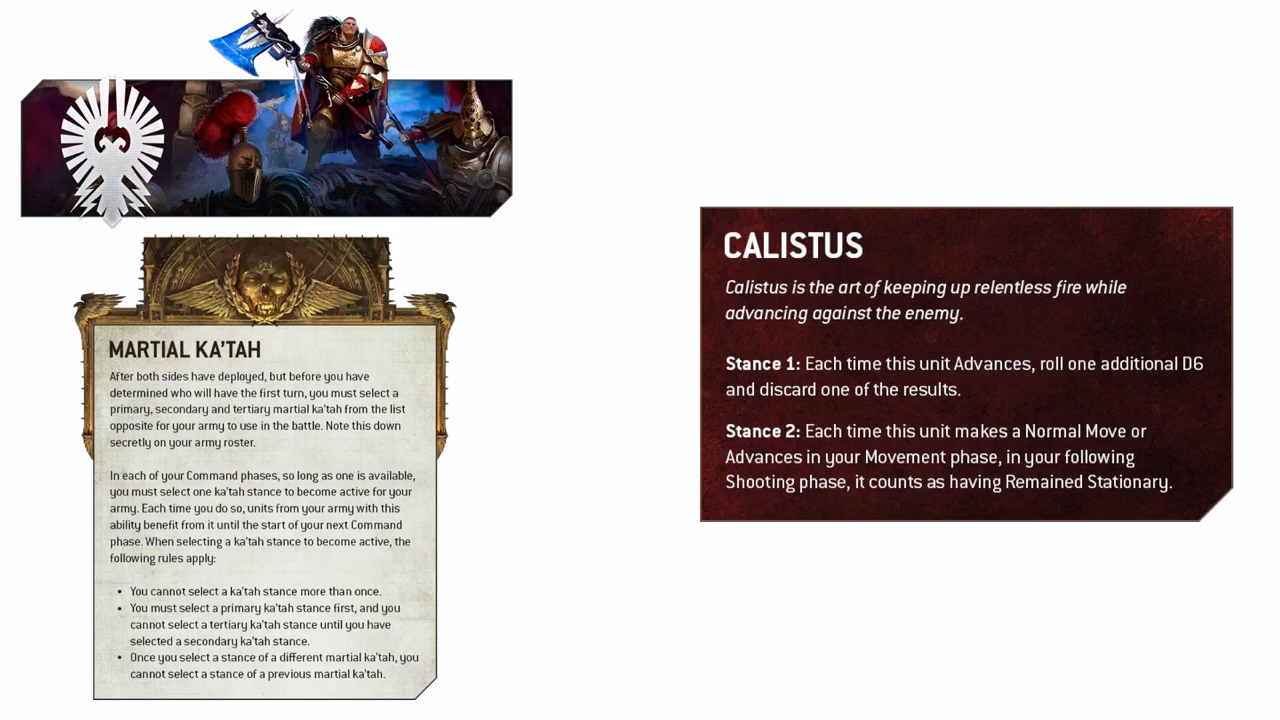 MARTIAL KA'TAH
After both sides have deployed, but before you have
determined who will have the first turn, you must select a
primary, secondary and tertiary martial ka'tah from the list
opposite for your army to use in the battle. Note this down
secretly on your army roster.
In each of your Command phases, so long as one is available,
you must select one ka'tah stance to become active for your
army. Each time you do so, units from your army with this
ability benefit from it until the start of your next Command
phase. When selecting a ka'tah stance to become active, the
following rules apply:
• You cannot select a ka'tah stance more than once.
• You must select a primary ka'tah stance first, and you
cannot select a tertiary ka'tah stance until you have
selected a secondary ka'tah stance.
• Once you select a stance of a different martial ka'tah, you
cannot select a stance of a previous martial ka'tah.
CALISTUS
Calistus is the art of keeping up relentless fire while
advancing against the enemy.
Stance 1: Each time this unit Advances, roll one additional D6
and discard one of the results.
Stance 2: Each time this unit makes a Normal Move or
Advances in your Movement phase, in your following
Shooting phase, it counts as having Remained Stationary.